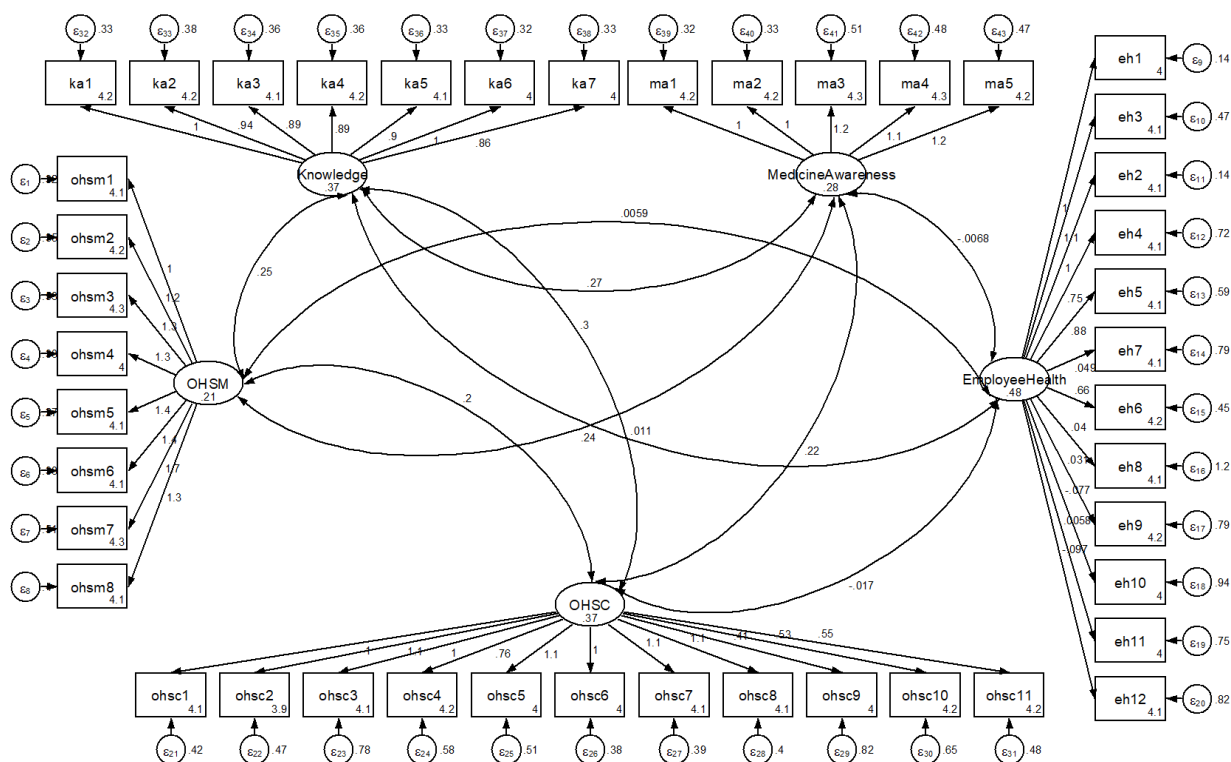 ε32 .33 ε33 .38 ε34 .36 ε35 .36 ε36 .33 ε37 .32 ε38 .33 ε39 .32 ε40 .33 ε41 .51 ε42 .48 ε43 .47
ka1 4.2 ka2 4.2 ka3 4.1 ka4 4.2 ka5 4.1 ka6 4 ka7 4 ma1 4.2 ma2 4.2 ma3 4.3 ma4 4.3 ma5 4.2
1 .94 .89 .89 .9 1 .86 1 1 1.2 1.1 1.2
Knowledge .37
MedicineAwareness .28
eh1 4 ε9 .14
eh3 4.1 ε10 .47
eh2 4.1 ε11 .14
eh4 4.1 ε12 .72
eh5 4.1 ε13 .59
eh7 4.1 ε14 .79
eh6 4.2 ε15 .45
eh8 4.1 ε16 1.2
eh9 4.2 ε17 .79
eh10 4 ε18 .94
eh11 4 ε19 .75
eh12 4.1 ε20 .82
1
1.1
1
.75
.88
.049
.66
.04
.031
-.077
.0058
-.097
EmployeeHealth .48
ε1 ohsm1 4.1
ε2 ohsm2 4.2
ε3 ohsm3 4.3
ε4 ohsm4 4
ε5 ohsm5 4.1
ε6 ohsm6 4.1
ε7 ohsm7 4.3
ε8 ohsm8 4.1
1
1.2
1.3
1.3
1.4
1.4
1.7
1.3
OHSM .21
.25
.0059
-.0068
.27
.3
.2
.011
.24
.22
-.017
OHSC .37
1 1.1 1 .76 1.1 1 1.1 1.1 .41 .53 .55
ohsc1 4.1 ohsc2 3.9 ohsc3 4.1 ohsc4 4.2 ohsc5 4 ohsc6 4 ohsc7 4.1 ohsc8 4.1 ohsc9 4 ohsc10 4.2 ohsc11 4.2
ε21 .42 ε22 .47 ε23 .78 ε24 .58 ε25 .51 ε26 .38 ε27 .39 ε28 .4 ε29 .82 ε30 .65 ε31 .48